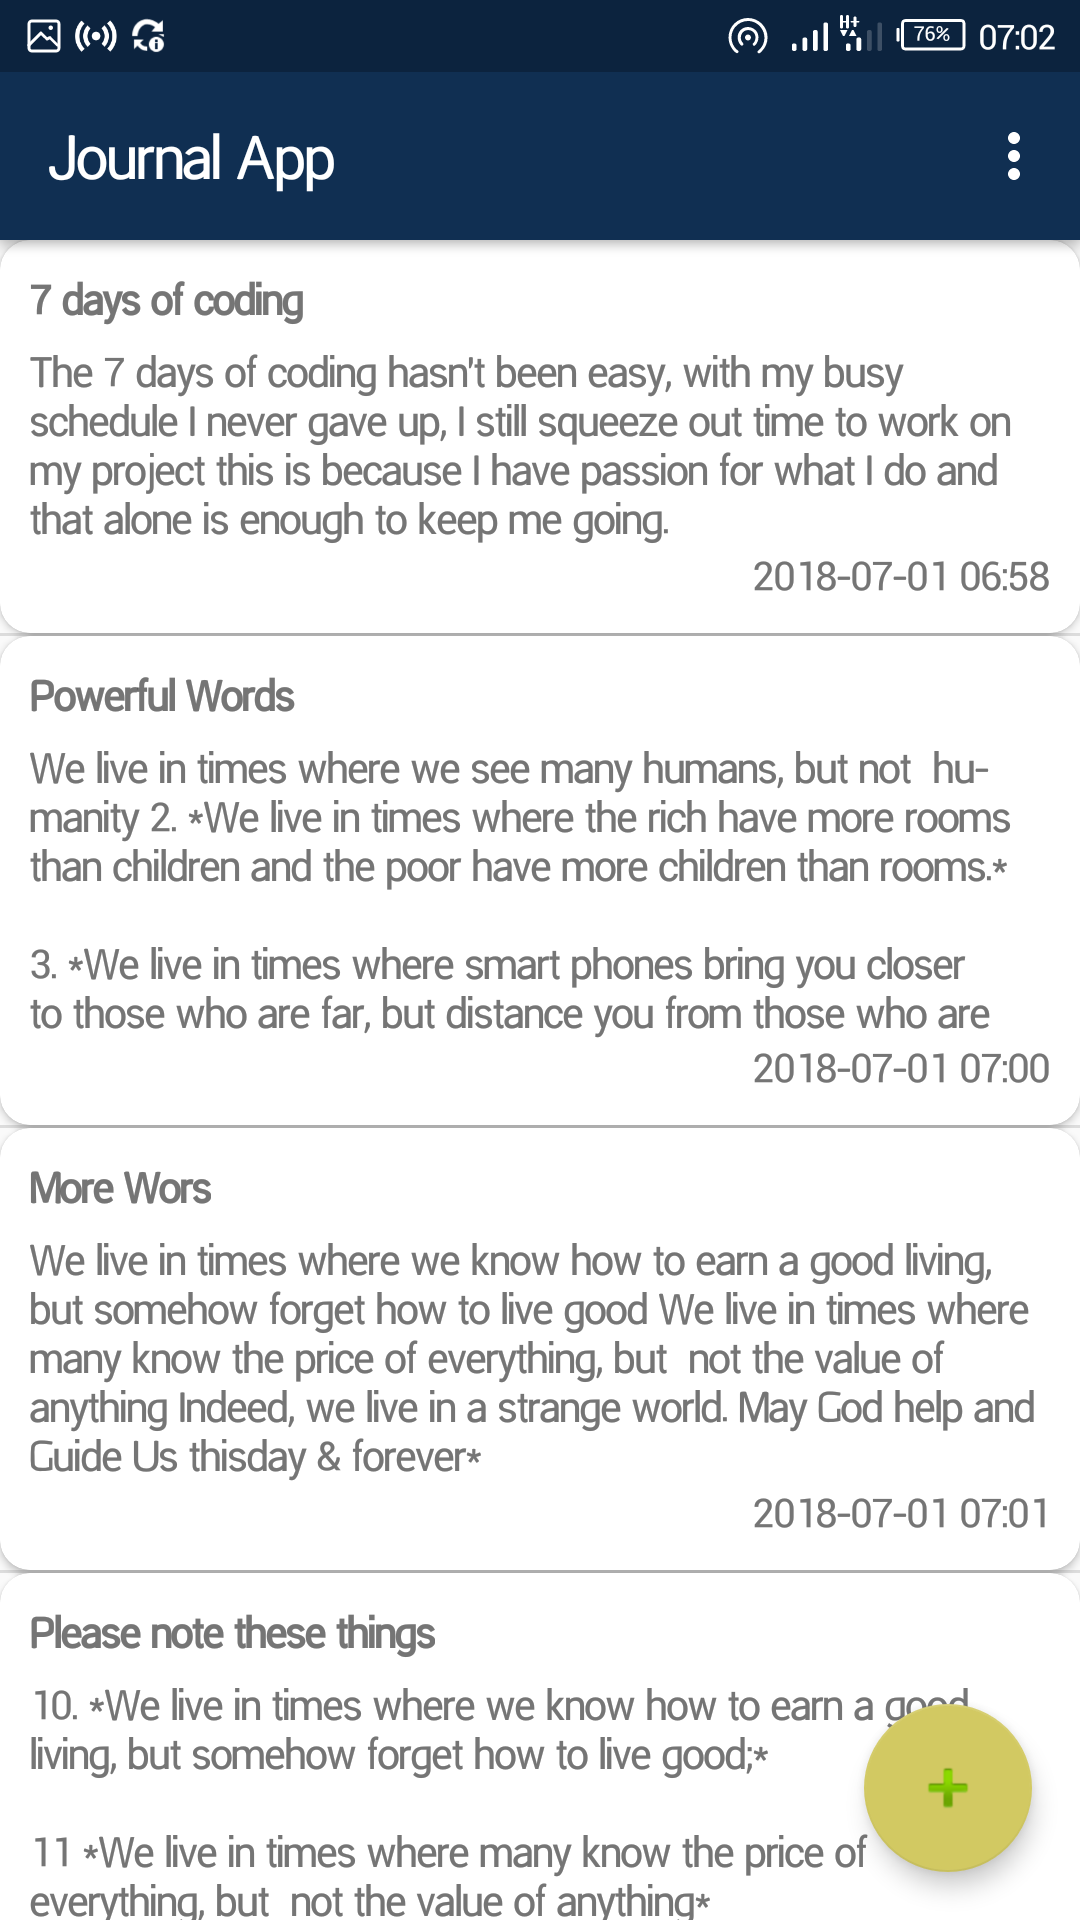 H+
76%
07:02
Journal App
7 days of coding
The 7 days of coding hasn't been easy, with my busy
schedule I never gave up, I still squeeze out time to work on
my project this is because I have passion for what I do and
that alone is enough to keep me going.
2018-07-01 06:58
Powerful Words
We live in times where we see many humans, but not  hu-
manity 2. *We live in times where the rich have more rooms
than children and the poor have more children than rooms.*
3. *We live in times where smart phones bring you closer
to those who are far, but distance you from those who are
2018-07-01 07:00
More Wors
We live in times where we know how to earn a good living,
but somehow forget how to live good We live in times where
many know the price of everything, but  not the value of
anything Indeed, we live in a strange world. May God help and
Guide Us thisday & forever*
2018-07-01 07:01
Please note these things
10. *We live in times where we know how to earn a good
living, but somehow forget how to live good;*
11 *We live in times where many know the price of
everything, but  not the value of anything*